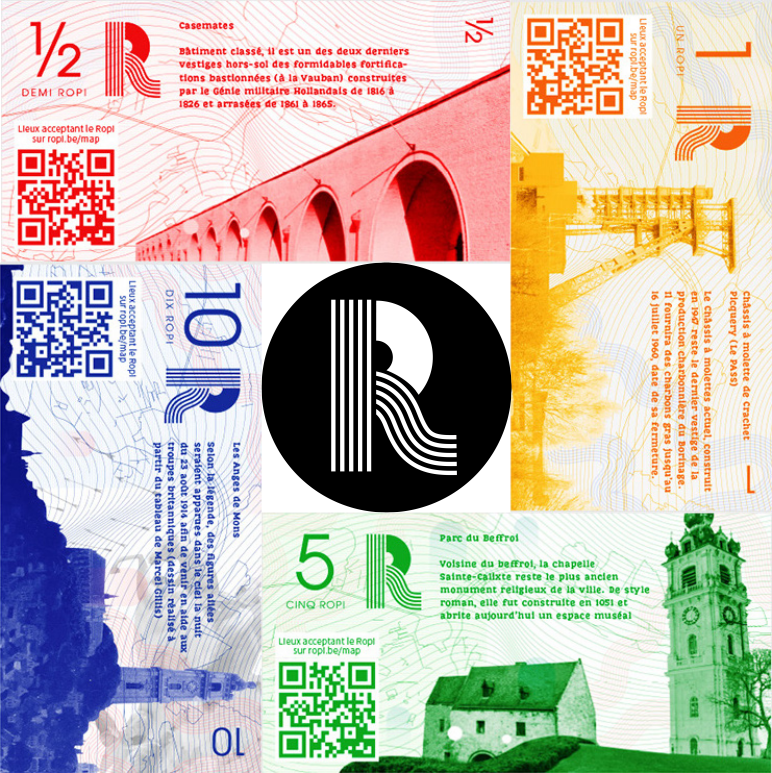 ½
DEMI ROPI
Casemates
Bâtiment classé, il est un des deux derniers
vestiges hors-sol des formidables fortifica-
tions bastionnées (à la Vauban) construites
par le Génie militaire Hollandais de 1816 à
1826 et arrasées de 1861 à 1865.
½
Lieux acceptant le Ropi
sur ropi.be/map
1
UN ROPI
Lieux acceptant le Ropi
sur ropi.be/map
Châssis à molette de Crachet
Picquery (Le PASS)
Le Châssis à molettes actuel, construit
en 1947 reste le dernier vestige de la
production charbonnière du Borinage.
Il fournira des charbons gras jusqu'au
16 juillet 1960, date de sa fermeture.
1
10
DIX ROPI
Lieux acceptant le Ropi
sur ropi.be/map
Les Anges de Mons
Selon la légende, des figures ailées
seraient apparues dans le ciel la nuit
du 23 août 1914 afin de venir en aide aux
troupes britanniques (dessin réalisé à
partir du tableau de Marcel Gillis)
10
R
5
CINQ ROPI
Parc du Beffroi
Voisine du beffroi, la chapelle
Sainte-Calixte reste le plus ancien
monument religieux de la ville. De style
roman, elle fut construite en 1051 et
abrite aujourd'hui un espace muséal
Lieux acceptant le Ropi
sur ropi.be/map